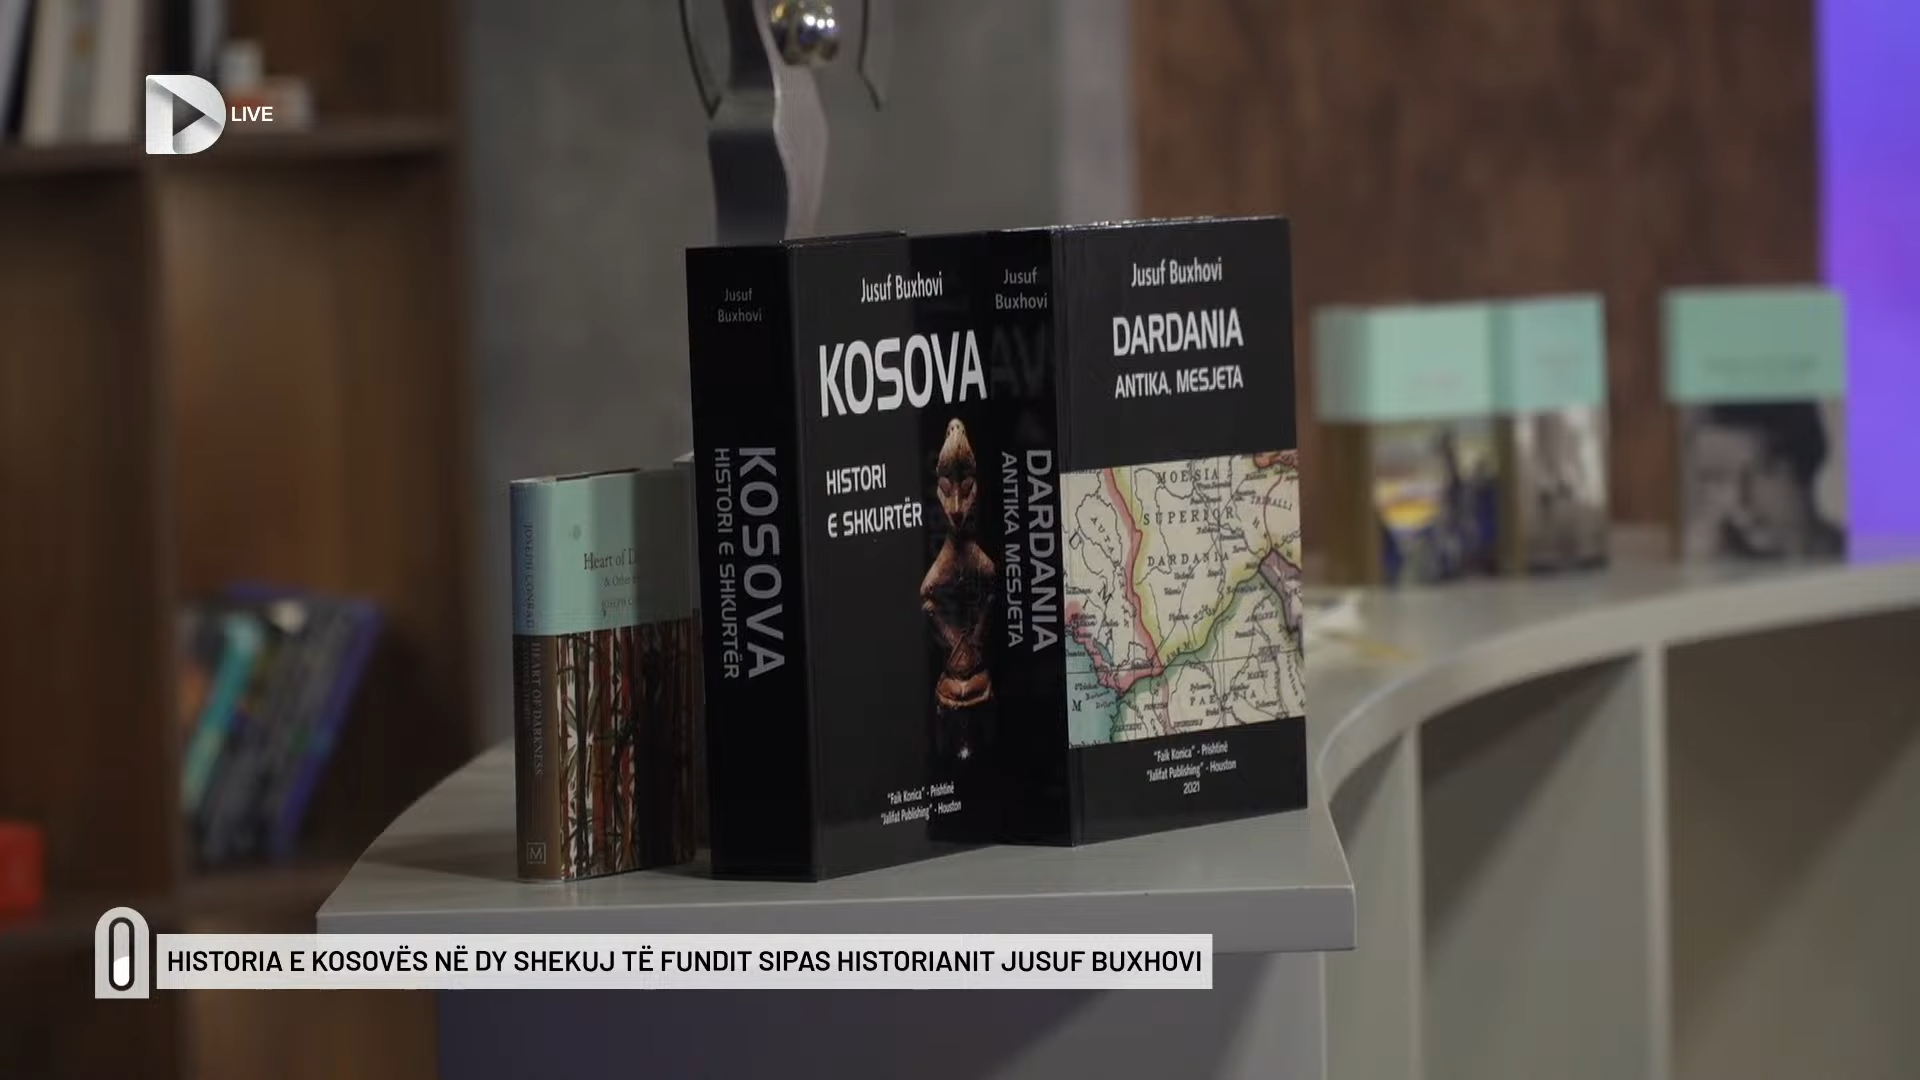 LIVE
Jusuf
Buxhovi
KOSOVA
HISTORI E SHKURTËR
Jusuf Buxhovi
KOSOVA
HISTORI
E SHKURTËR
"Faik Konica" - Prishtinë
"Jalifat Publishing" - Houston
Jusuf
Buxhovi
DARDANIA
ANTIKA MESJETA
Jusuf Buxhovi
DARDANIA
ANTIKA, MESJETA
MOESIA
SUPERIOR
DARDANIA
"Faik Konica" - Prishtinë
"Jalifat Publishing" - Houston
2021
Heart of
JOSEPH CONRAD
HEART OF DARKNESS
M
HISTORIA E KOSOVËS NË DY SHEKUJ TË FUNDIT SIPAS HISTORIANIT JUSUF BUXHOVI